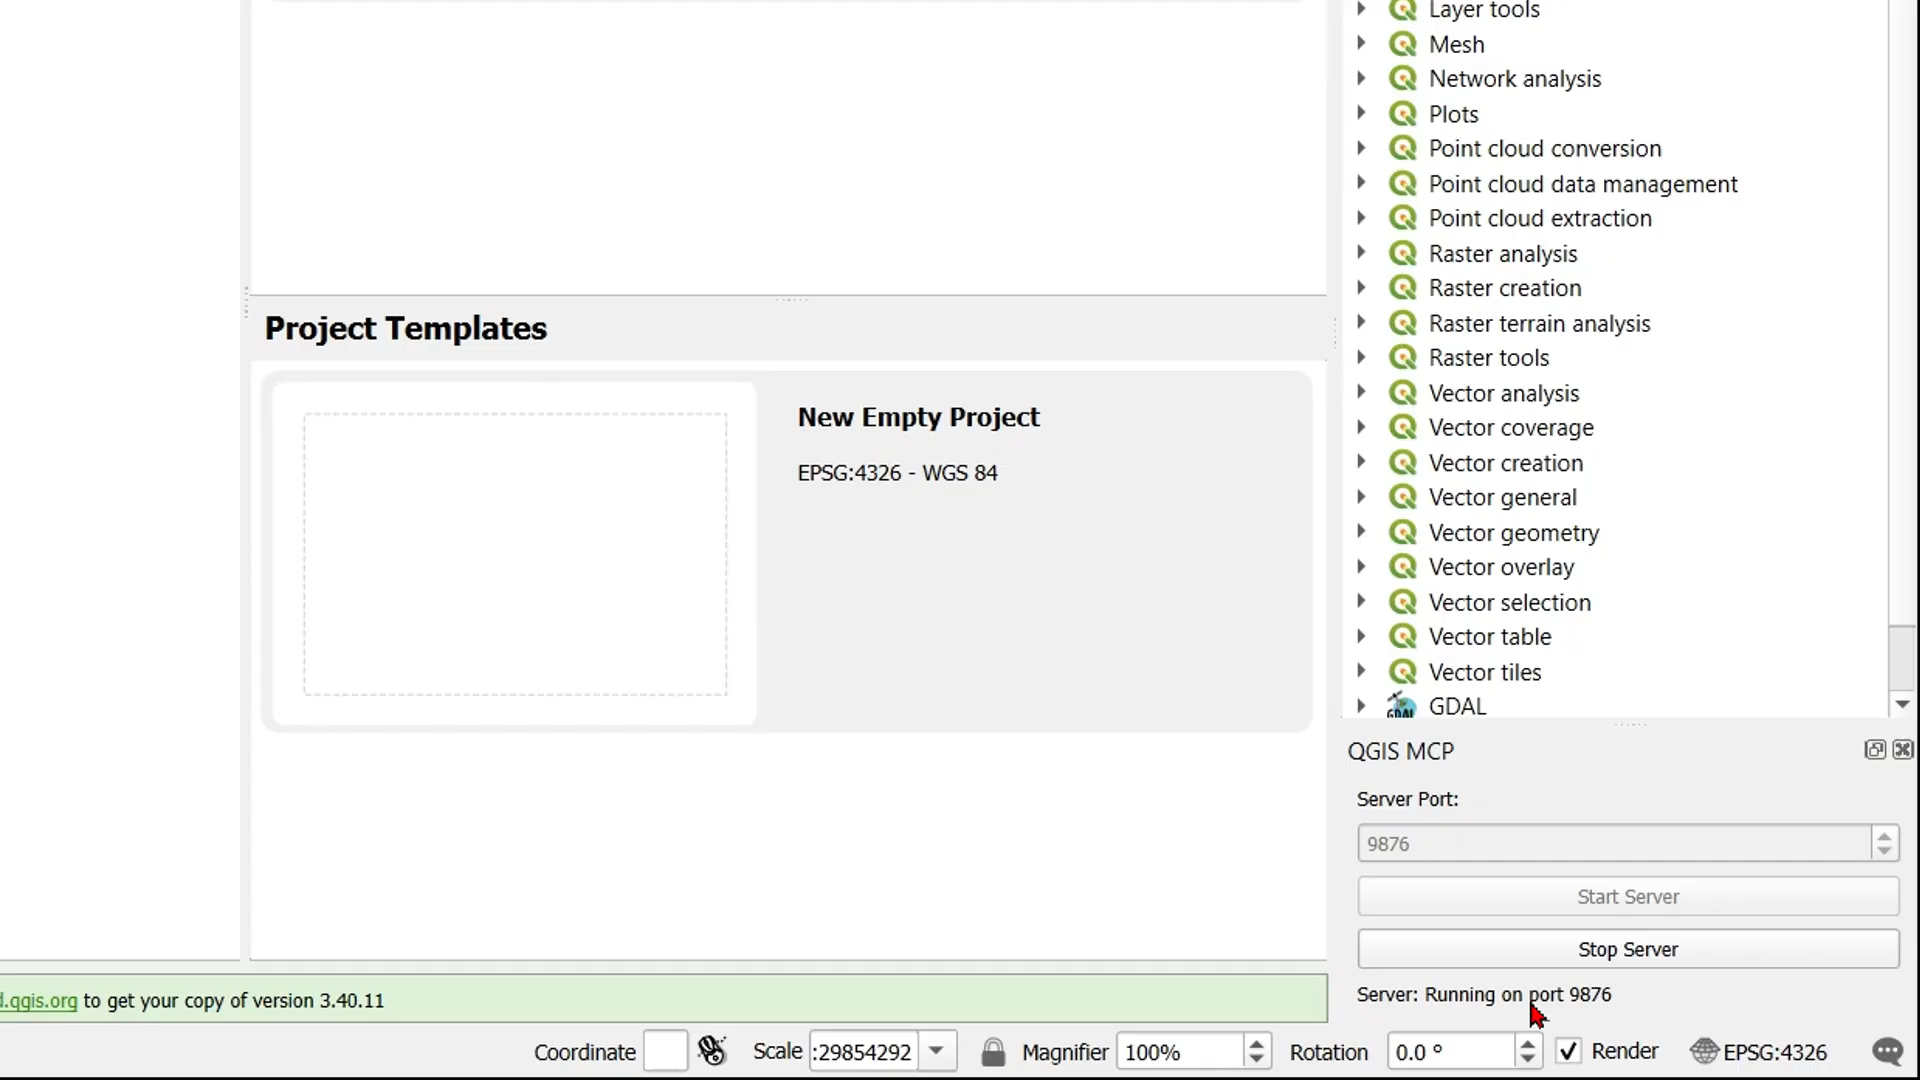 Project Templates
New Empty Project
EPSG:4326 - WGS 84
Layer tools
Mesh
Network analysis
Plots
Point cloud conversion
Point cloud data management
Point cloud extraction
Raster analysis
Raster creation
Raster terrain analysis
Raster tools
Vector analysis
Vector coverage
Vector creation
Vector general
Vector geometry
Vector overlay
Vector selection
Vector table
Vector tiles
GDAL
QGIS MCP
Server Port:
9876
Start Server
Stop Server
Server: Running on port 9876
d.qgis.org to get your copy of version 3.40.11
Coordinate Scale :29854292 Magnifier 100% Rotation 0.0 ° Render EPSG:4326